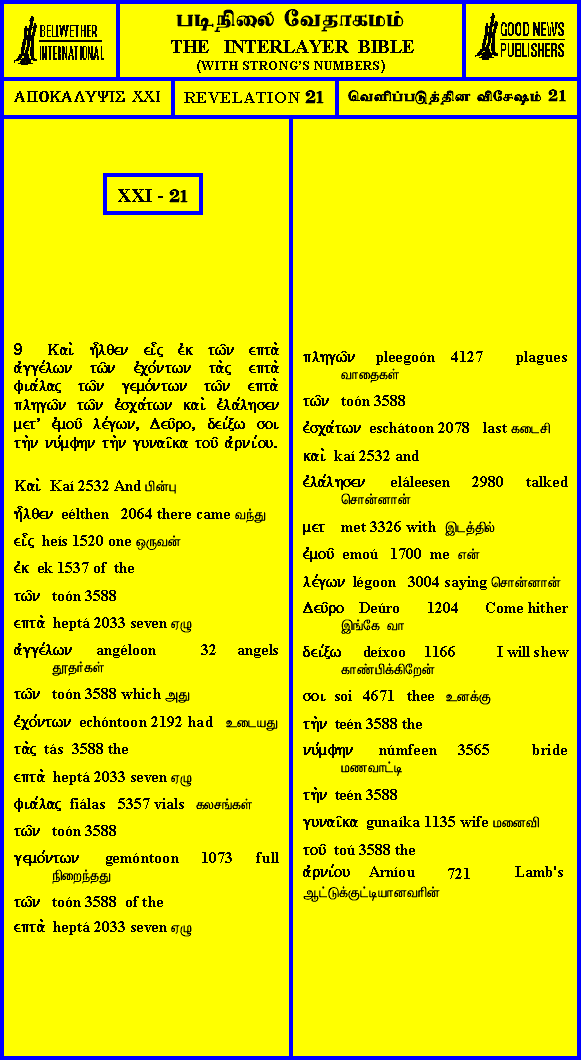 BELLWETHER
INTERNATIONAL
படிநிலை வேதாகமம்
THE INTERLAYER BIBLE
(WITH STRONG'S NUMBERS)
GOOD NEWS
PUBLISHERS
ΑΠΟΚΑΛΥΨΙΣ XXI
REVELATION 21
வெளிப்படுத்தின விசேஷம் 21
XXI - 21
9 Καὶ ἦλθεν εἷς ἐκ τῶν επτὰ
ἀγγέλων τῶν ἐχόντων τὰς επτὰ
φιάλας τῶν γεμόντων τῶν επτὰ
πληγῶν τῶν ἐσχάτων καὶ ἐλάλησεν
μετ' ἐμοῦ λέγων, Δεῦρο, δείξω σοι
τὴν νύμφην τὴν γυναῖκα τοῦ ἀρνίου.
Καὶ Kaí 2532 And பின்பு
ἦλθεν eélthen 2064 there came வந்து
εἷς heís 1520 one ஒருவன்
ἐκ ek 1537 of the
τῶν toón 3588
επτὰ heptá 2033 seven ஏழு
ἀγγέλων angéloon 32 angels
தூதர்கள்
τῶν toón 3588 which அது
ἐχόντων echóntoon 2192 had உடையது
τὰς tás 3588 the
επτὰ heptá 2033 seven ஏழு
φιάλας fiálas 5357 vials கலசங்கள்
τῶν toón 3588
γεμόντων gemóntoon 1073 full
நிறைந்தது
τῶν toón 3588 of the
επτὰ heptá 2033 seven ஏழு
πληγῶν pleegoón 4127 plagues
வாதைகள்
τῶν toón 3588
ἐσχάτων eschátoon 2078 last கடைசி
καὶ kaí 2532 and
ἐλάλησεν eláleesen 2980 talked
சொன்னான்
μετ met 3326 with இடத்தில்
ἐμοῦ emoú 1700 me என்
λέγων légoon 3004 saying சொன்னான்
Δεῦρο Deúro 1204 Come hither
இங்கே வா
δείξω deíxoo 1166 I will shew
காண்பிக்கிறேன்
σοι soi 4671 thee உனக்கு
τὴν teén 3588 the
νύμφην númfeen 3565 bride
மணவாட்டி
τὴν teén 3588
γυναῖκα gunaíka 1135 wife மனைவி
τοῦ toú 3588 the
ἀρνίου Arníou 721 Lamb's
ஆட்டுக்குட்டியானவரின்